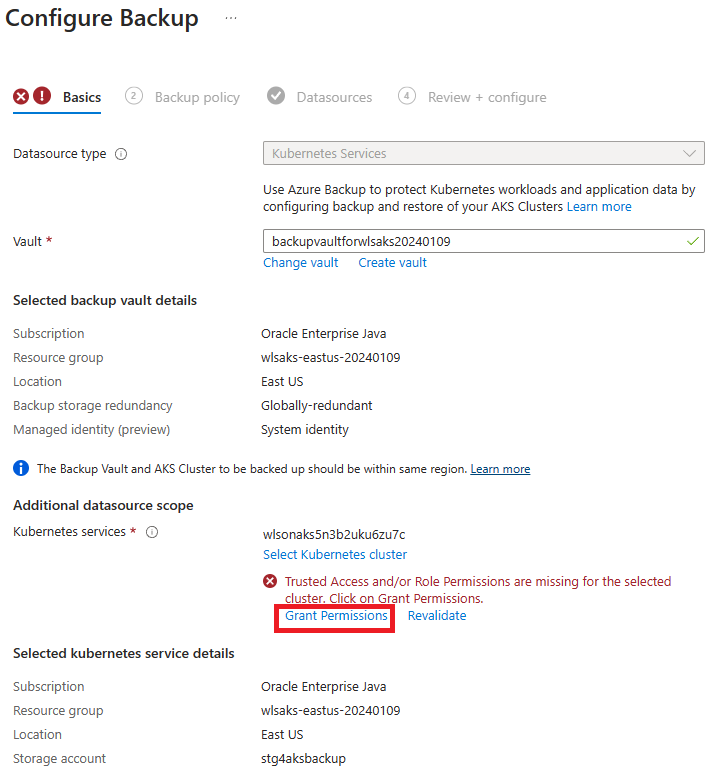 Configure Backup ...
Basics 2 Backup policy Datasources 4 Review + configure
Datasource type Kubernetes Services
Use Azure Backup to protect Kubernetes workloads and application data by
configuring backup and restore of your AKS Clusters Learn more
Vault * backupvaultforwlsaks20240109
Change vault Create vault
Selected backup vault details
Subscription Oracle Enterprise Java
Resource group wlsaks-eastus-20240109
Location East US
Backup storage redundancy Globally-redundant
Managed identity (preview) System identity
The Backup Vault and AKS Cluster to be backed up should be within same region. Learn more
Additional datasource scope
Kubernetes services * wlsonaks5n3b2uku6zu7c
Select Kubernetes cluster
Trusted Access and/or Role Permissions are missing for the selected
cluster. Click on Grant Permissions.
Grant Permissions Revalidate
Selected kubernetes service details
Subscription Oracle Enterprise Java
Resource group wlsaks-eastus-20240109
Location East US
Storage account stg4aksbackup